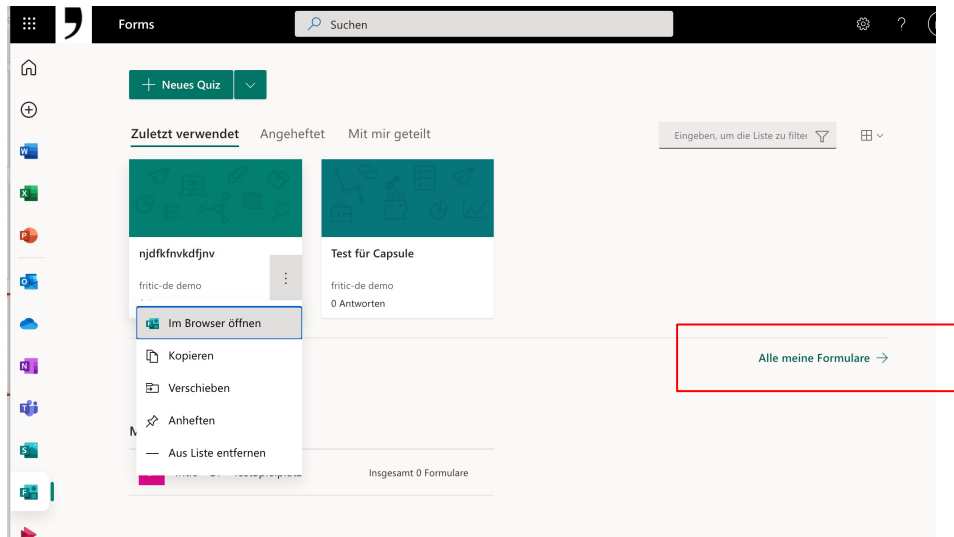 Forms
Suchen
?
Neues Quiz
Zuletzt verwendet Angeheftet Mit mir geteilt
Eingeben, um die Liste zu filter
njdfkfnvkdfjnv
fritic-de demo
Test für Capsule
fritic-de demo
0 Antworten
Im Browser öffnen
Kopieren
Verschieben
Anheften
Aus Liste entfernen
Alle meine Formulare →
M
Insgesamt 0 Formulare